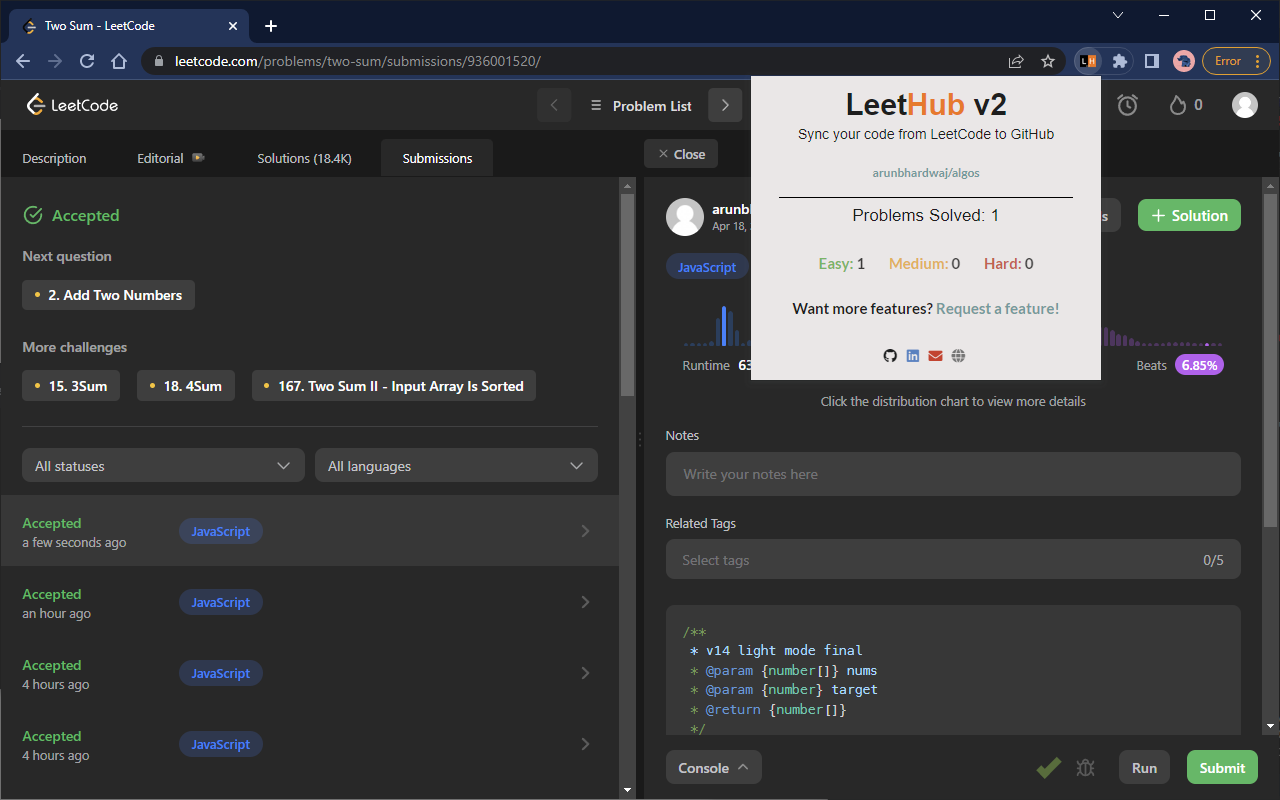 Two Sum - LeetCode
leetcode.com/problems/two-sum/submissions/936001520/
LH
Error
LeetCode
Problem List
0
LeetHub v2
Sync your code from LeetCode to GitHub
arunbhardwaj/algos
Problems Solved: 1
Easy: 1 Medium: 0 Hard: 0
Want more features? Request a feature!
Description
Editorial
Solutions (18.4K)
Submissions
Accepted
Next question
2. Add Two Numbers
More challenges
15. 3Sum
18. 4Sum
167. Two Sum II - Input Array Is Sorted
All statuses
All languages
Accepted
a few seconds ago
JavaScript
Accepted
an hour ago
JavaScript
Accepted
4 hours ago
JavaScript
Accepted
4 hours ago
JavaScript
Close
Apr 18,
Solution
JavaScript
Runtime
Beats 6.85%
Click the distribution chart to view more details
Notes
Write your notes here
Related Tags
Select tags
0/5
/**
* v14 light mode final
* @param {number[]} nums
* @param {number} target
* @return {number[]}
*/
Console
Run
Submit